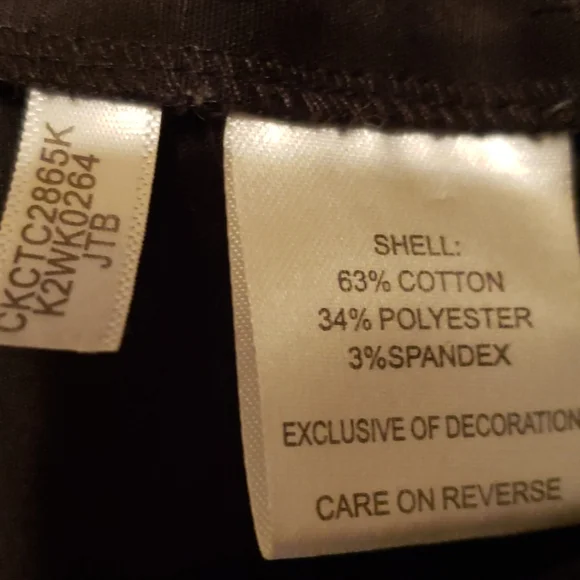 CKCTC2865K
K2WK0264
JTB
SHELL:
63% COTTON
34% POLYESTER
3%SPANDEX
EXCLUSIVE OF DECORATION
CARE ON REVERSE